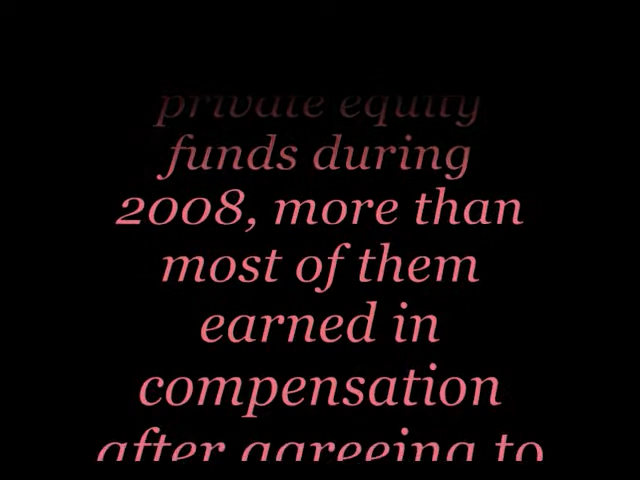 private equity
funds during
2008, more than
most of them
earned in
compensation
after agreeing to